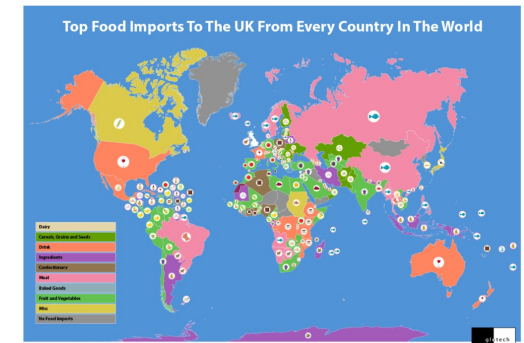 Top Food Imports To The UK From Every Country In The World
Dairy
Cereals, Grains and Seeds
Drink
Ingredients
Confectionary
Meat
Baked Goods
Fruit and Vegetables
Misc
No Food Imports